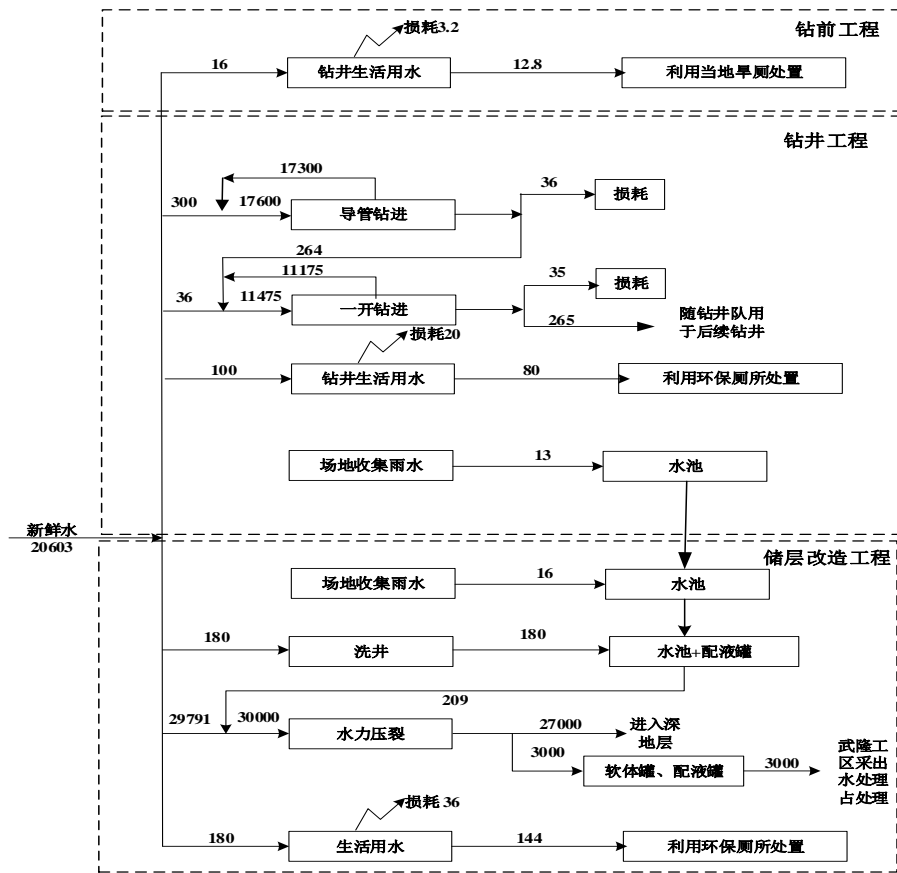 钻前工程
损耗3.2
16
钻井生活用水
12.8
利用当地旱厕处置
钻井工程
17300
300
17600
导管钻进
36
损耗
264
11175
36
11475
一开钻进
35
损耗
265
随钻井队用
于后续钻井
损耗20
100
钻井生活用水
80
利用环保厕所处置
场地收集雨水
13
水池
新鲜水
20603
储层改造工程
场地收集雨水
16
水池
180
洗井
180
水池+配液罐
209
29791
30000
水力压裂
27000
进入深
地层
3000
软体罐、配液罐
3000
武隆工
区采出
水处理
占处理
损耗36
180
生活用水
144
利用环保厕所处置